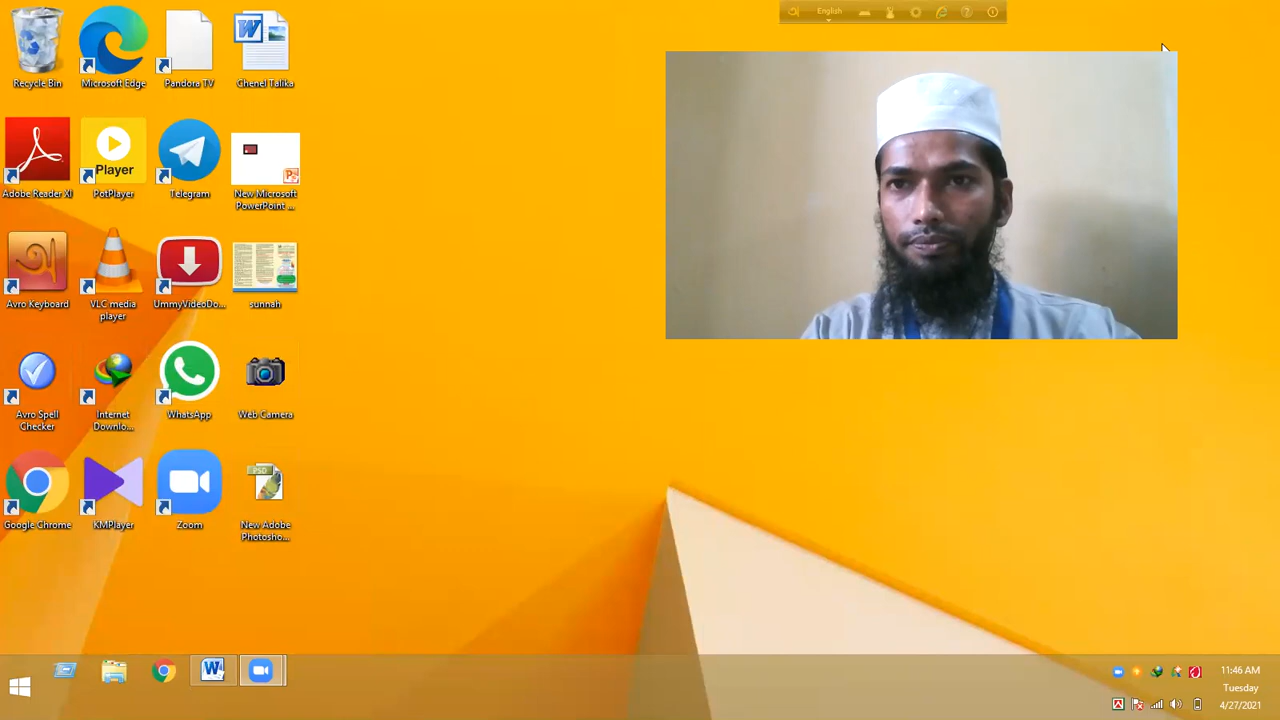 অ
English
Recycle Bin
Microsoft Edge
Pandora TV
Chenel Talika
Adobe Reader XI
Player
PotPlayer
Telegram
New Microsoft
PowerPoint ...
অ
Avro Keyboard
VLC media
player
UmmyVideoDo...
sunnah
Avro Spell
Checker
Internet
Downlo...
WhatsApp
Web Camera
Google Chrome
KMPlayer
Zoom
PSD
New Adobe
Photosho...
11:46 AM
Tuesday
4/27/2021